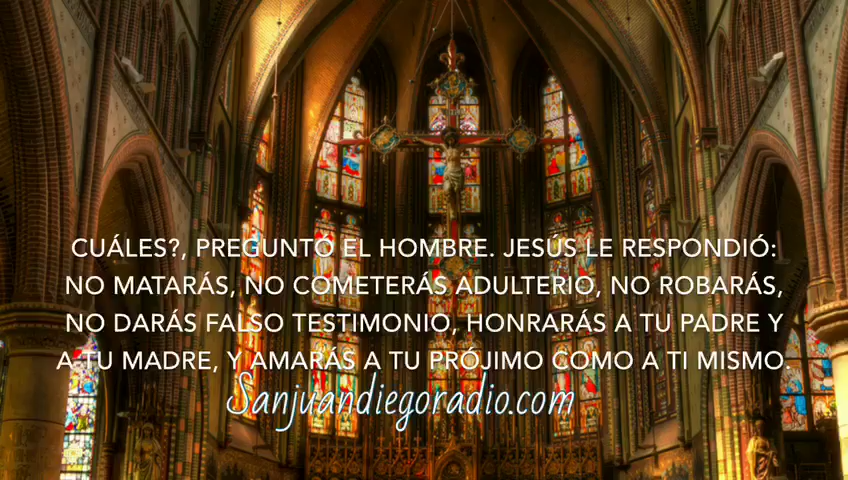 CUÁLES?, PREGUNTÓ EL HOMBRE. JESÚS LE RESPONDIÓ:
NO MATARÁS, NO COMETERÁS ADULTERIO, NO ROBARÁS,
NO DARÁS FALSO TESTIMONIO, HONRARÁS A TU PADRE Y
A TU MADRE, Y AMARÁS A TU PRÓJIMO COMO A TI MISMO.
Sanjuandiegoradio.com